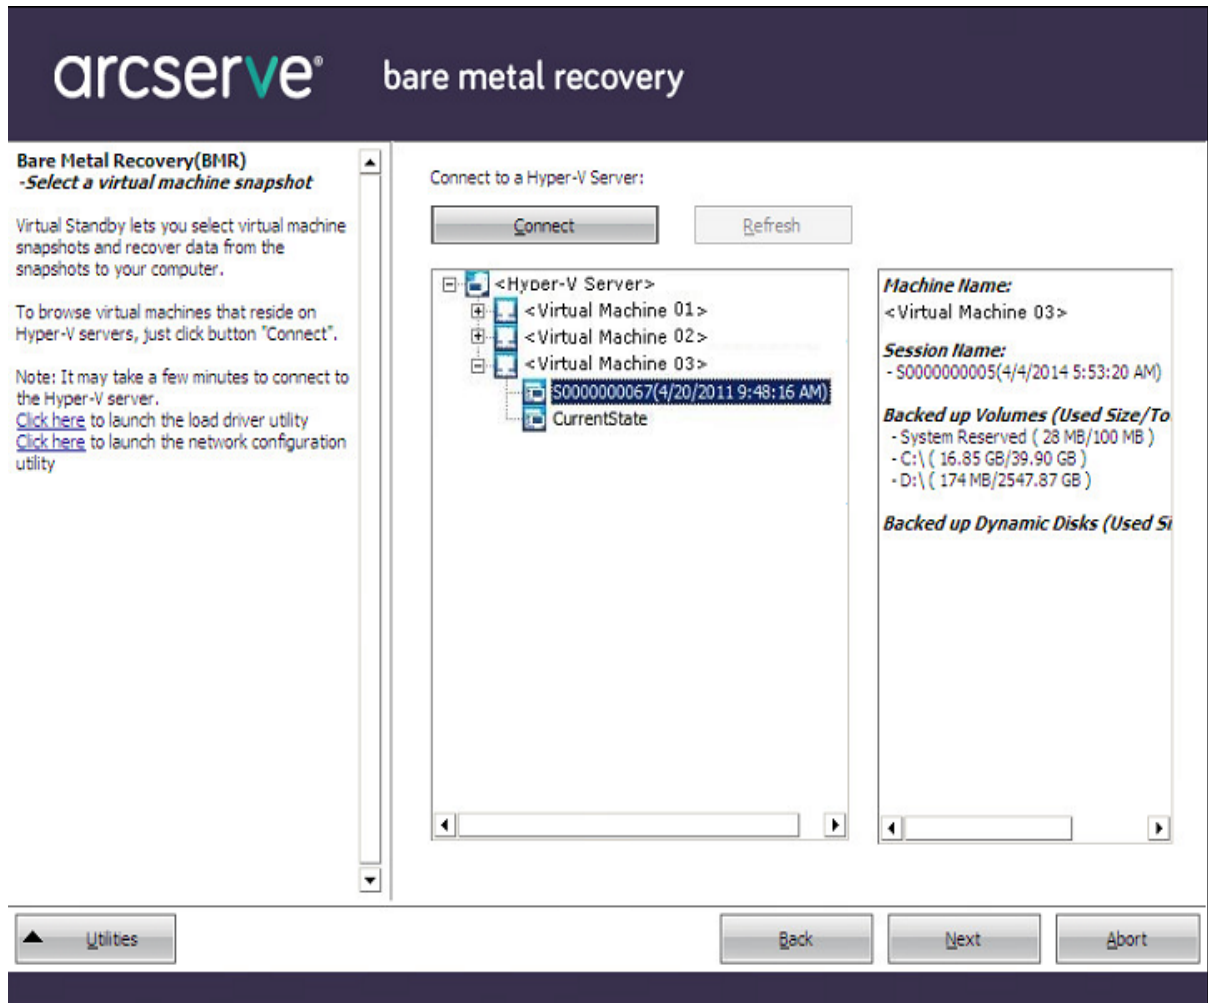 arcserve® bare metal recovery
Bare Metal Recovery(BMR)
-Select a virtual machine snapshot
Virtual Standby lets you select virtual machine
snapshots and recover data from the
snapshots to your computer.
To browse virtual machines that reside on
Hyper-V servers, just click button "Connect".
Note: It may take a few minutes to connect to
the Hyper-V server.
Click here to launch the load driver utility
Click here to launch the network configuration
utility
Connect to a Hyper-V Server:
Connect
Refresh
<Hyper-V Server>
<Virtual Machine 01>
<Virtual Machine 02>
<Virtual Machine 03>
S0000000067(4/20/2011 9:48:16 AM)
CurrentState
Machine Name:
<Virtual Machine 03>
Session Name:
- S0000000005(4/4/2014 5:53:20 AM)
Backed up Volumes (Used Size/To
- System Reserved ( 28 MB/100 MB )
- C:\ ( 16.85 GB/39.90 GB )
- D:\ ( 174 MB/2547.87 GB )
Backed up Dynamic Disks (Used Si
Utilities
Back
Next
Abort